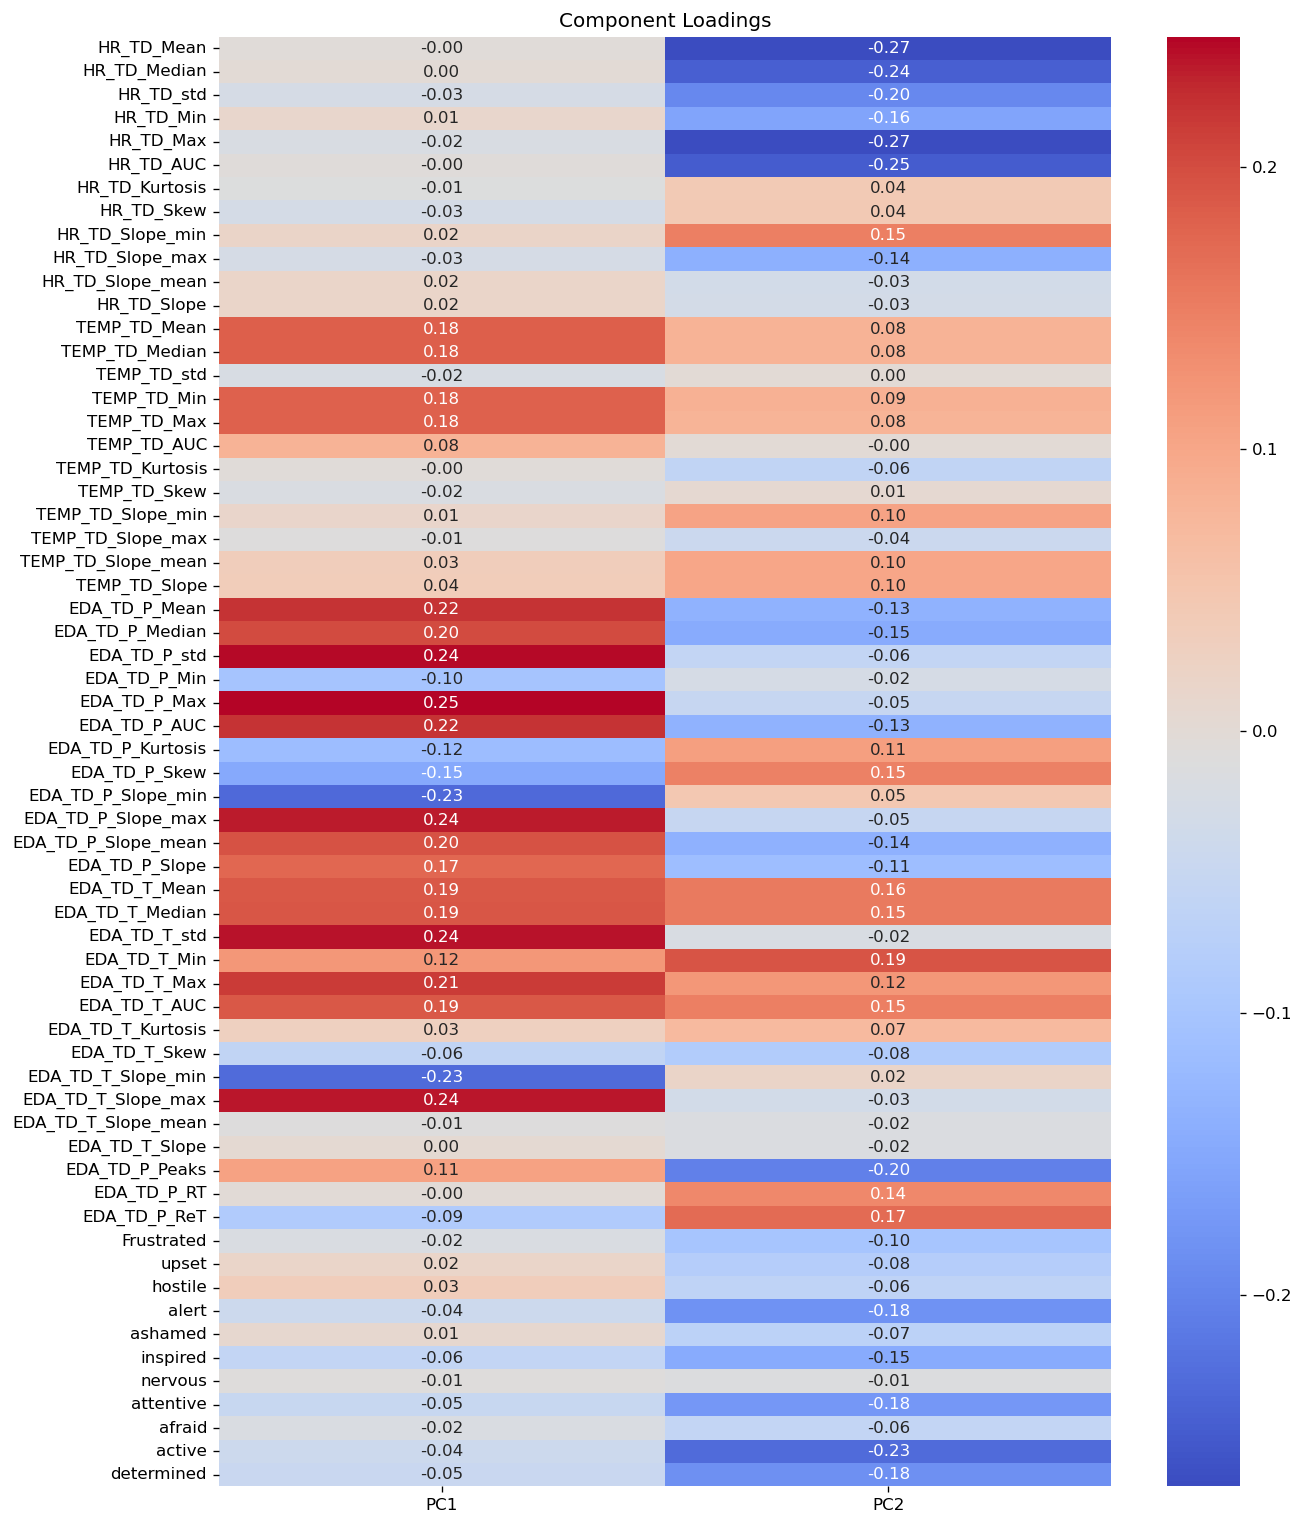 Component Loadings
HR_TD_Mean -0.00 -0.27
HR_TD_Median 0.00 -0.24
HR_TD_std -0.03 -0.20
HR_TD_Min 0.01 -0.16
HR_TD_Max -0.02 -0.27
HR_TD_AUC -0.00 -0.25
HR_TD_Kurtosis -0.01 0.04
HR_TD_Skew -0.03 0.04
HR_TD_Slope_min 0.02 0.15
HR_TD_Slope_max -0.03 -0.14
HR_TD_Slope_mean 0.02 -0.03
HR_TD_Slope 0.02 -0.03
TEMP_TD_Mean 0.18 0.08
TEMP_TD_Median 0.18 0.08
TEMP_TD_std -0.02 0.00
TEMP_TD_Min 0.18 0.09
TEMP_TD_Max 0.18 0.08
TEMP_TD_AUC 0.08 -0.00
TEMP_TD_Kurtosis -0.00 -0.06
TEMP_TD_Skew -0.02 0.01
TEMP_TD_Slope_min 0.01 0.10
TEMP_TD_Slope_max -0.01 -0.04
TEMP_TD_Slope_mean 0.03 0.10
TEMP_TD_Slope 0.04 0.10
EDA_TD_P_Mean 0.22 -0.13
EDA_TD_P_Median 0.20 -0.15
EDA_TD_P_std 0.24 -0.06
EDA_TD_P_Min -0.10 -0.02
EDA_TD_P_Max 0.25 -0.05
EDA_TD_P_AUC 0.22 -0.13
EDA_TD_P_Kurtosis -0.12 0.11
EDA_TD_P_Skew -0.15 0.15
EDA_TD_P_Slope_min -0.23 0.05
EDA_TD_P_Slope_max 0.24 -0.05
EDA_TD_P_Slope_mean 0.20 -0.14
EDA_TD_P_Slope 0.17 -0.11
EDA_TD_T_Mean 0.19 0.16
EDA_TD_T_Median 0.19 0.15
EDA_TD_T_std 0.24 -0.02
EDA_TD_T_Min 0.12 0.19
EDA_TD_T_Max 0.21 0.12
EDA_TD_T_AUC 0.19 0.15
EDA_TD_T_Kurtosis 0.03 0.07
EDA_TD_T_Skew -0.06 -0.08
EDA_TD_T_Slope_min -0.23 0.02
EDA_TD_T_Slope_max 0.24 -0.03
EDA_TD_T_Slope_mean -0.01 -0.02
EDA_TD_T_Slope 0.00 -0.02
EDA_TD_P_Peaks 0.11 -0.20
EDA_TD_P_RT -0.00 0.14
EDA_TD_P_ReT -0.09 0.17
Frustrated -0.02 -0.10
upset 0.02 -0.08
hostile 0.03 -0.06
alert -0.04 -0.18
ashamed 0.01 -0.07
inspired -0.06 -0.15
nervous -0.01 -0.01
attentive -0.05 -0.18
afraid -0.02 -0.06
active -0.04 -0.23
determined -0.05 -0.18
PC1 PC2
0.2
0.1
0.0
−0.1
−0.2